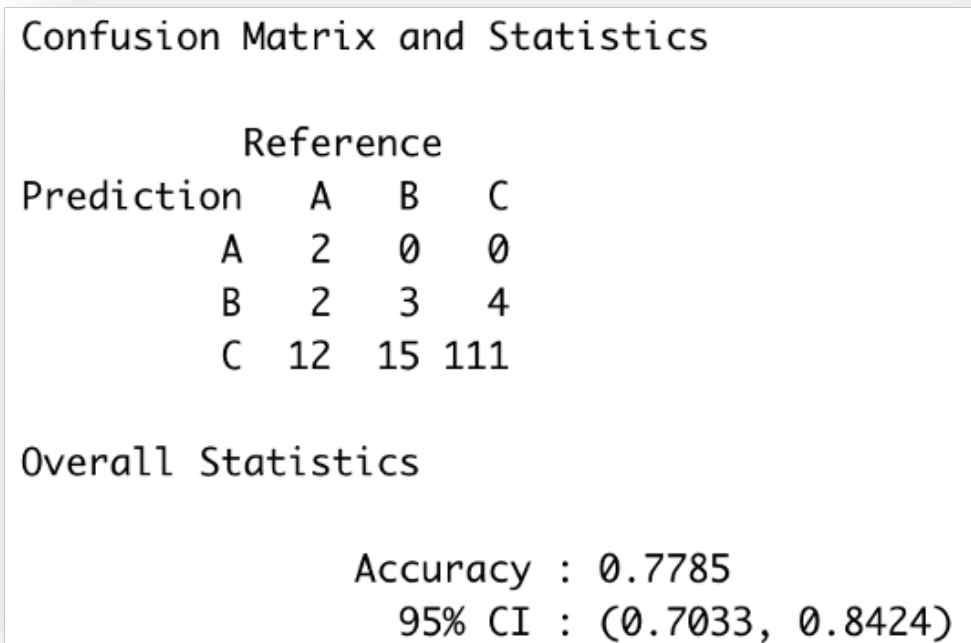 Confusion Matrix and Statistics
Reference
Prediction A B C
A 2 0 0
B 2 3 4
C 12 15 111
Overall Statistics
Accuracy : 0.7785
95% CI : (0.7033, 0.8424)